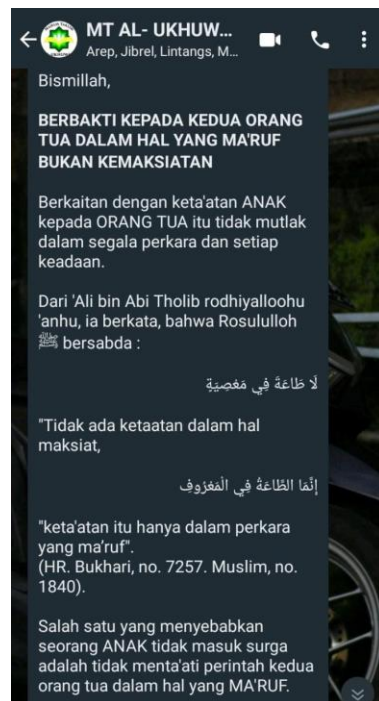 MT AL- UKHUW...
Arep, Jibrel, Lintangs, M...
Bismillah,
BERBAKTI KEPADA KEDUA ORANG
TUA DALAM HAL YANG MA'RUF
BUKAN KEMAKSIATAN
Berkaitan dengan keta'atan ANAK
kepada ORANG TUA itu tidak mutlak
dalam segala perkara dan setiap
keadaan.
Dari 'Ali bin Abi Tholib rodhiyalloohu
'anhu, ia berkata, bahwa Rosululloh
ﷺ bersabda :
لَا طَاعَةَ فِي مَعْصِيَةٍ
"Tidak ada ketaatan dalam hal
maksiat,
إِنَّمَا الطَّاعَةُ فِي الْمَعْرُوفِ
"keta'atan itu hanya dalam perkara
yang ma'ruf".
(HR. Bukhari, no. 7257. Muslim, no.
1840).
Salah satu yang menyebabkan
seorang ANAK tidak masuk surga
adalah tidak menta'ati perintah kedua
orang tua dalam hal yang MA'RUF.